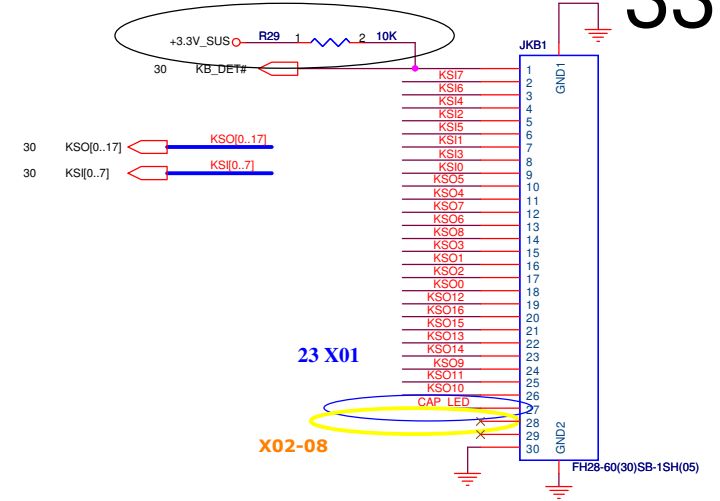 33
+3.3V_SUS R29 1 2 10K
JKB1
30 KB_DET#
1
GND1
KSI7 2
KSI6 3
KSI4 4
KSI2 5
KSI5 6
KSI1 7
KSI3 8
KSI0 9
KSO5 10
KSO4 11
KSO7 12
KSO6 13
KSO8 14
KSO3 15
KSO1 16
KSO2 17
KSO0 18
KSO12 19
KSO16 20
KSO15 21
KSO13 22
KSO14 23
KSO9 24
KSO11 25
KSO10 26
CAP_LED 27
28
29
30
GND2
30 KSO[0..17] KSO[0..17]
30 KSI[0..7] KSI[0..7]
23 X01
X02-08
FH28-60(30)SB-1SH(05)